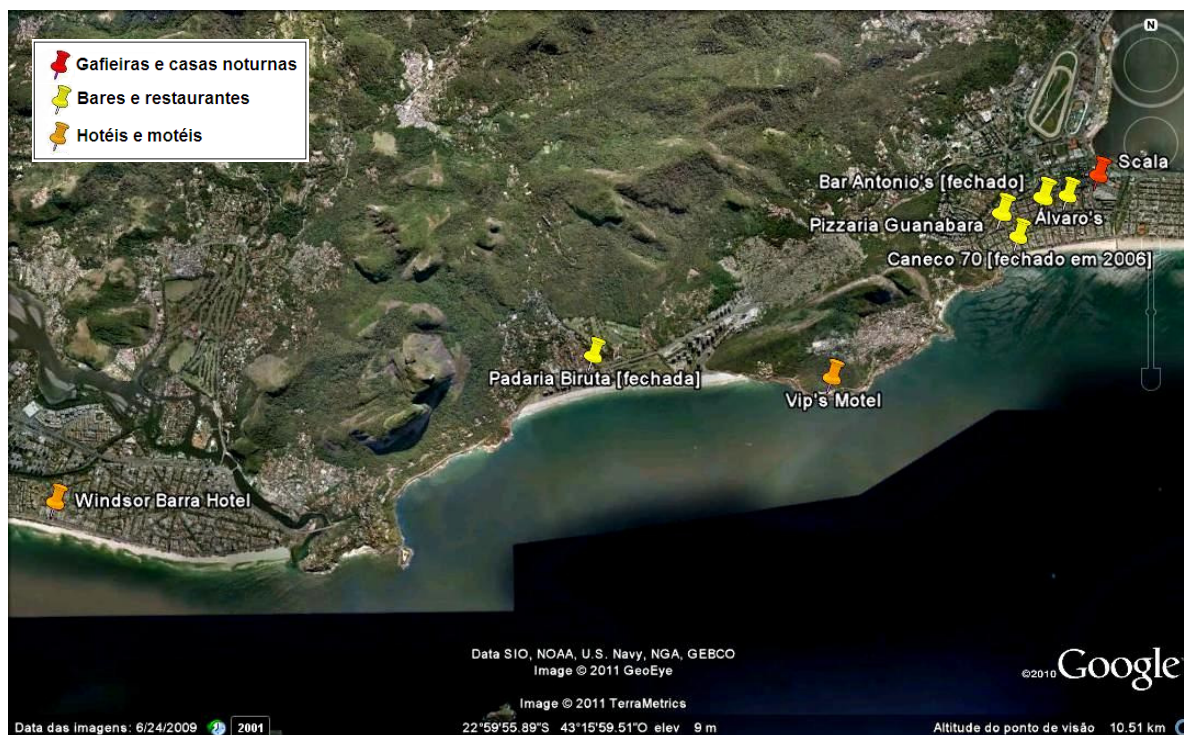 Gafieiras e casas noturnas
Bares e restaurantes
Hotéis e motéis
N
Scala
Bar Antonio's [fechado]
Álvaro's
Pizzaria Guanabara
Caneco 70 [fechado em 2006]
Padaria Biruta [fechada]
Vip's Motel
Windsor Barra Hotel
Data SIO, NOAA, U.S. Navy, NGA, GEBCO
Image © 2011 GeoEye
©2010 Google
Image © 2011 TerraMetrics
Data das imagens: 6/24/2009 2001 22°59'55.89"S 43°15'59.51"O elev 9 m Altitude do ponto de visão 10.51 km